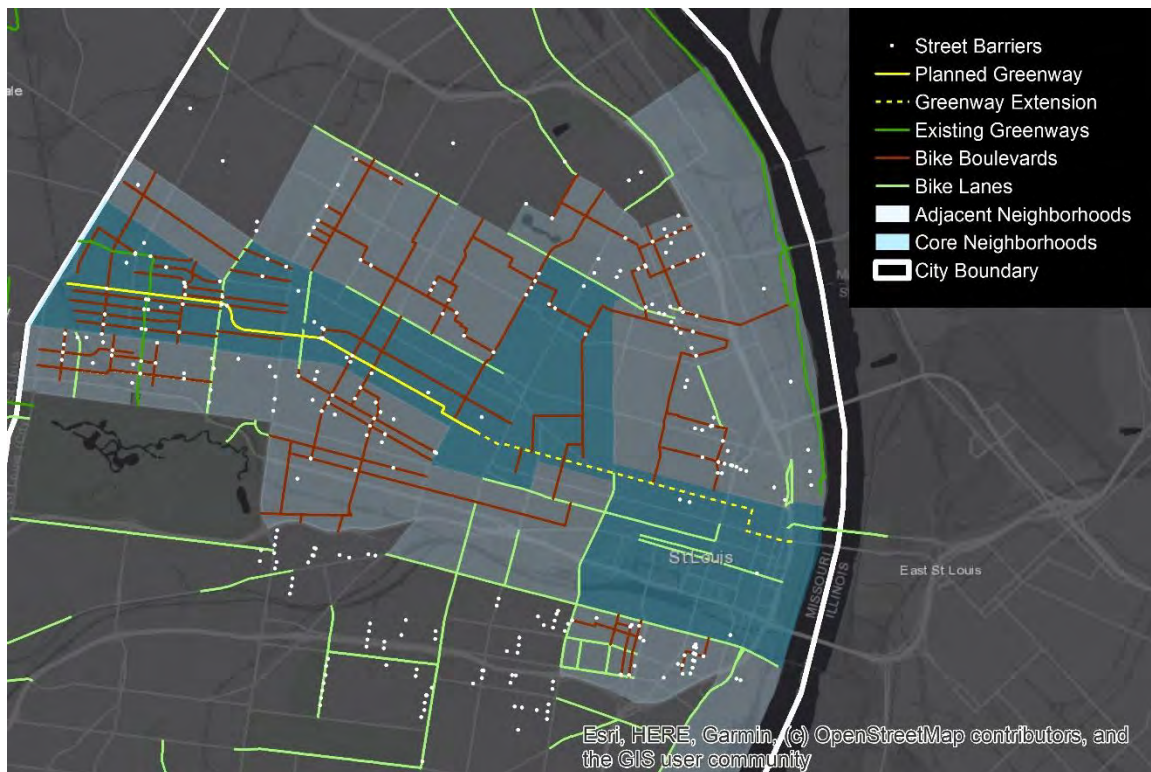 Street Barriers
Planned Greenway
Greenway Extension
Existing Greenways
Bike Boulevards
Bike Lanes
Adjacent Neighborhoods
Core Neighborhoods
City Boundary
ale
St Louis
East St Louis
MISSOURI
ILLINOIS
Esri, HERE, Garmin, (c) OpenStreetMap contributors, and
the GIS user community